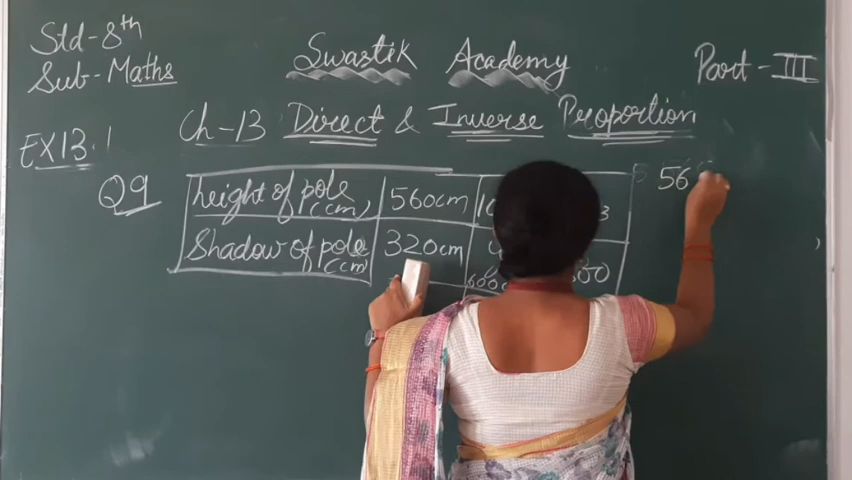 Std-8th
Sub-Maths
Swastik Academy
Part - III
Ch-13 Direct & Inverse Proportion
EX13.1
Q9
height of pole (cm) 560cm
Shadow of pole (cm) 320cm
56